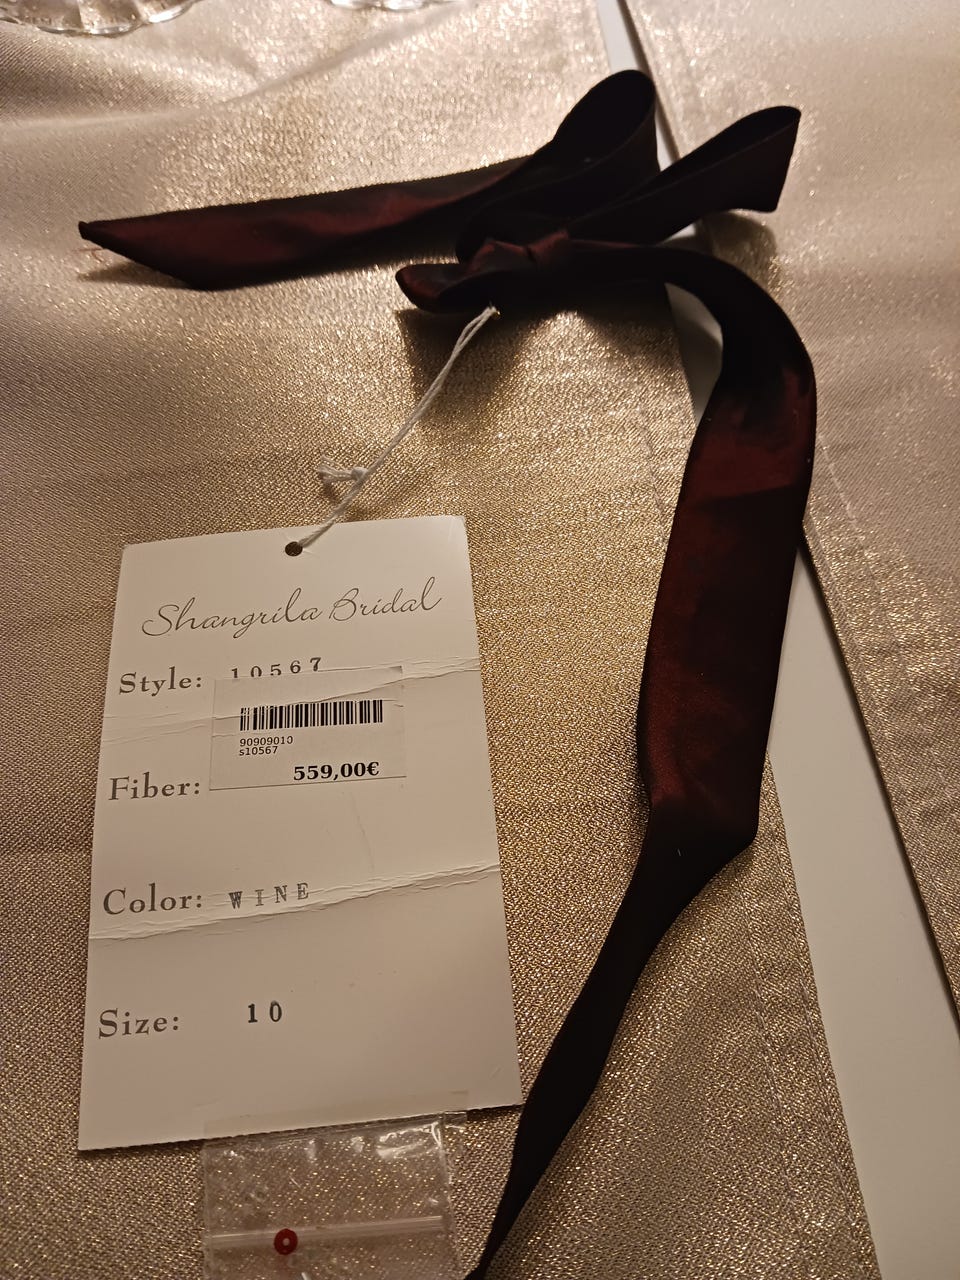 Shangrila Bridal
Style: 10567
90909010
s10567
559,00€
Fiber:
Color: WINE
Size: 10